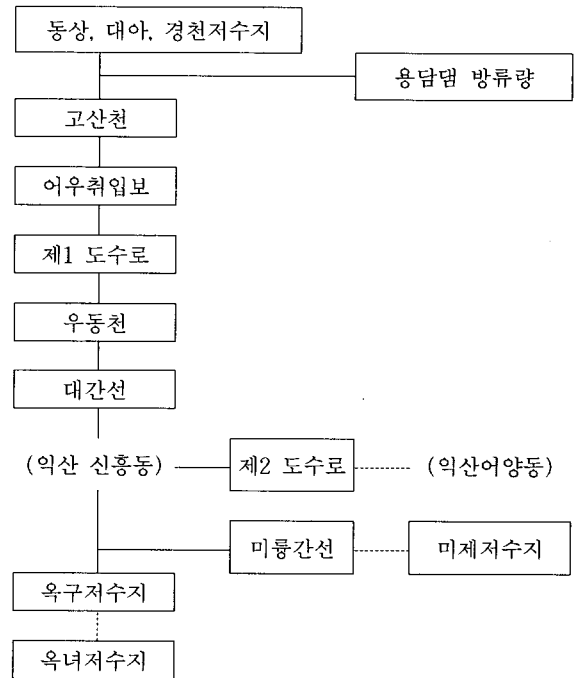 동상, 대아, 경천저수지
용담댐 방류량
고산천
어우취입보
제1 도수로
우동천
대간선
(익산 신흥동) 제2 도수로 (익산어양동)
미룡간선 미제저수지
옥구저수지
옥녀저수지